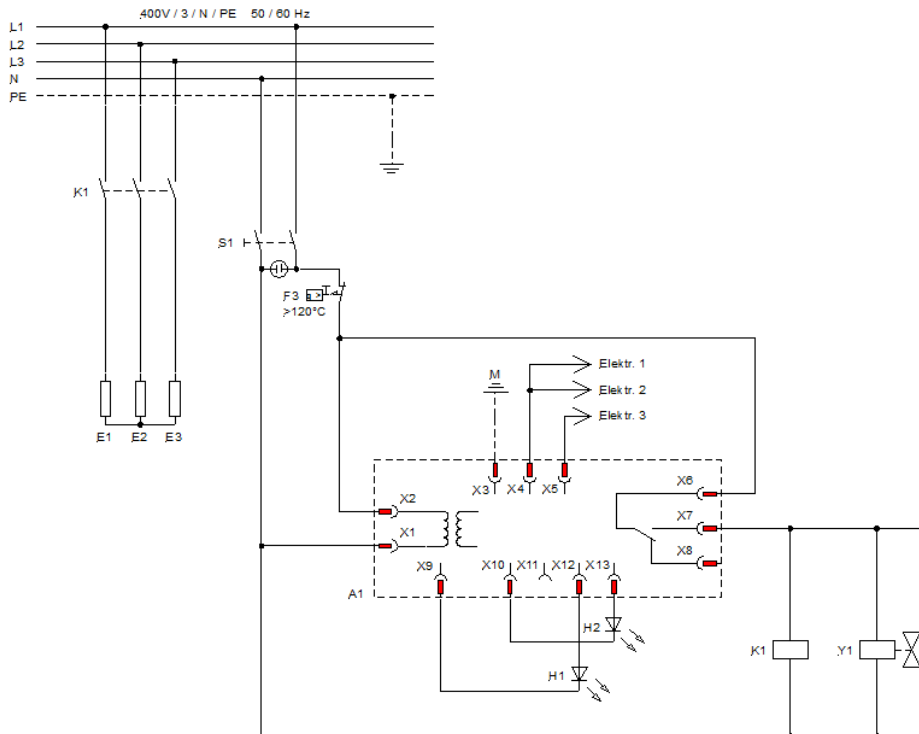 400V / 3 / N / PE 50 / 60 Hz
L1
L2
L3
N
PE
K1
S1
F3
>120°C
Elektr. 1
M
Elektr. 2
Elektr. 3
E1 E2 E3
X3 X4 X5 X6
X2
X7
X1
X8
X9 X10 X11 X12 X13
A1
H2
K1 Y1
H1